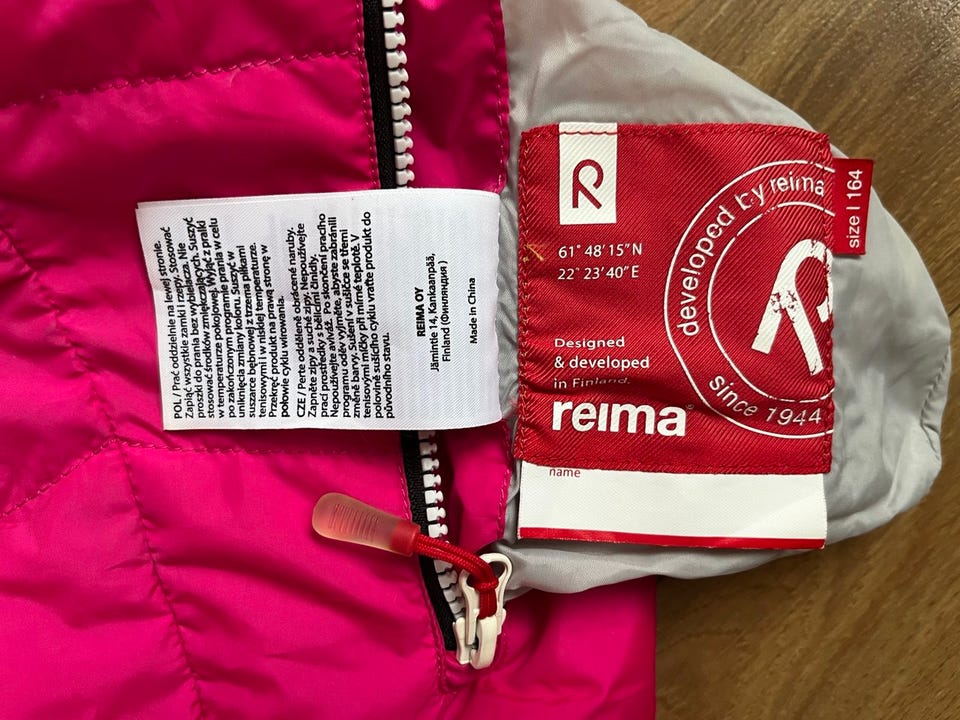 POL / Prać oddzielnie na lewej stronie.
Zapiąć wszystkie zamki i rzepy. Stosować
proszki do prania bez wybielacza. Nie
stosować środków zmiękczających. Suszyć
w temperaturze pokojowej. Wyjąć z pralki
po zakończonym programie prania w celu
uniknięcia zmiany koloru. Suszyć w
suszarce bębnowej z trzema piłkami
tenisowymi i w niskiej temperaturze.
Przekręć produkt na prawą stronę w
połowie cyklu wirowania.
CZE / Perte odděleně obrácené naruby.
Zapněte zipy a suché zipy. Nepoužívejte
prací prostředky s bělícími činidly.
Nepoužívejte aviváž. Po skončení pracího
programu oděv vyjměte, abyste zabránili
změně barvy. Sušení v sušičce se třemi
tenisovými míčky při mírné teplotě. V
polovině sušicího cyklu vraťte produkt do
původního stavu.
REIMA OY
Jämintie 14, Kankaanpää,
Finland (Финляндия)
Made in China
R
61° 48' 15"N
22° 23' 40"E
Designed
& developed
in Finland.
reima®
developed by reima
R
since 1944
size | 164
name